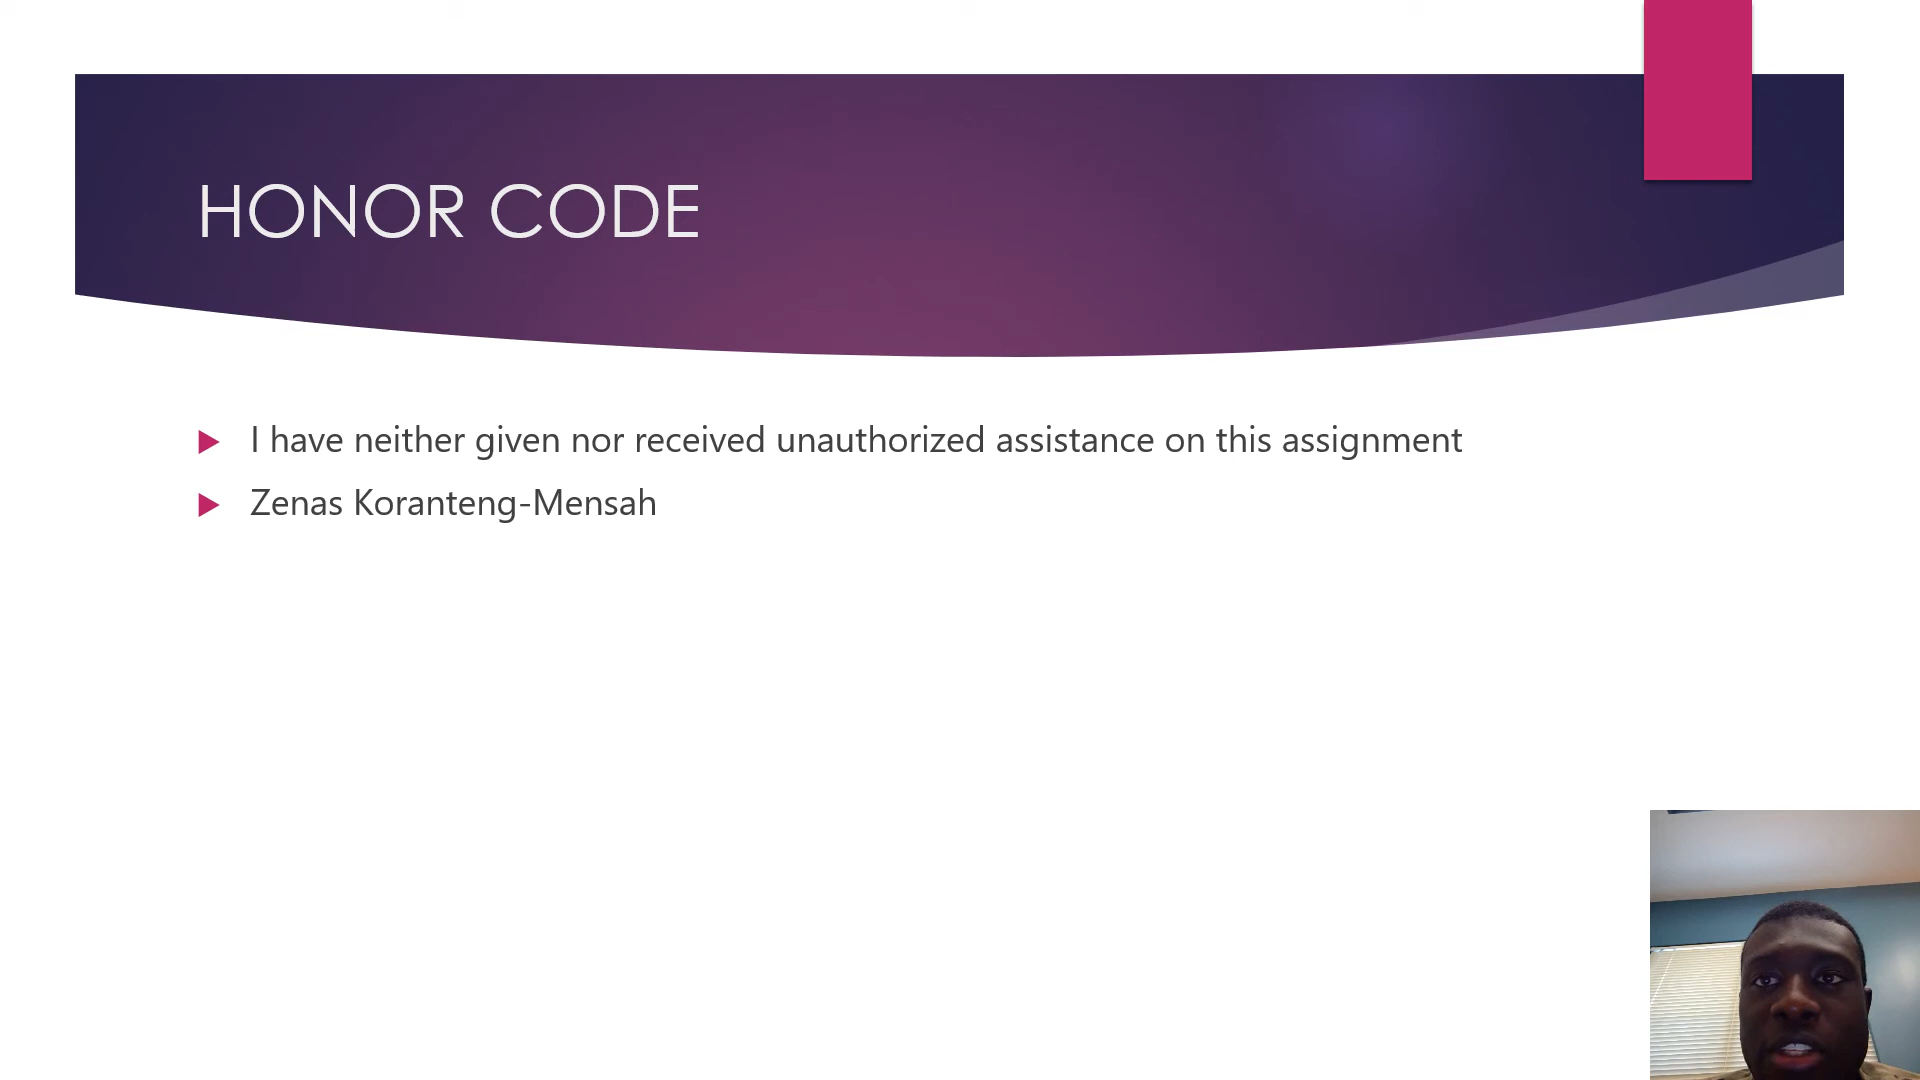 HONOR CODE
I have neither given nor received unauthorized assistance on this assignment
Zenas Koranteng-Mensah